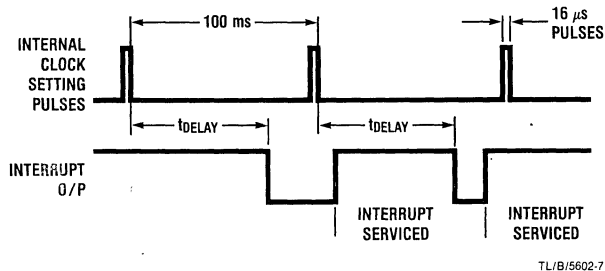 100 ms
16 μs
PULSES
INTERNAL
CLOCK
SETTING
PULSES
tDELAY
tDELAY
INTERRUPT
O/P
INTERRUPT
SERVICED
INTERRUPT
SERVICED
TL/B/5602-7